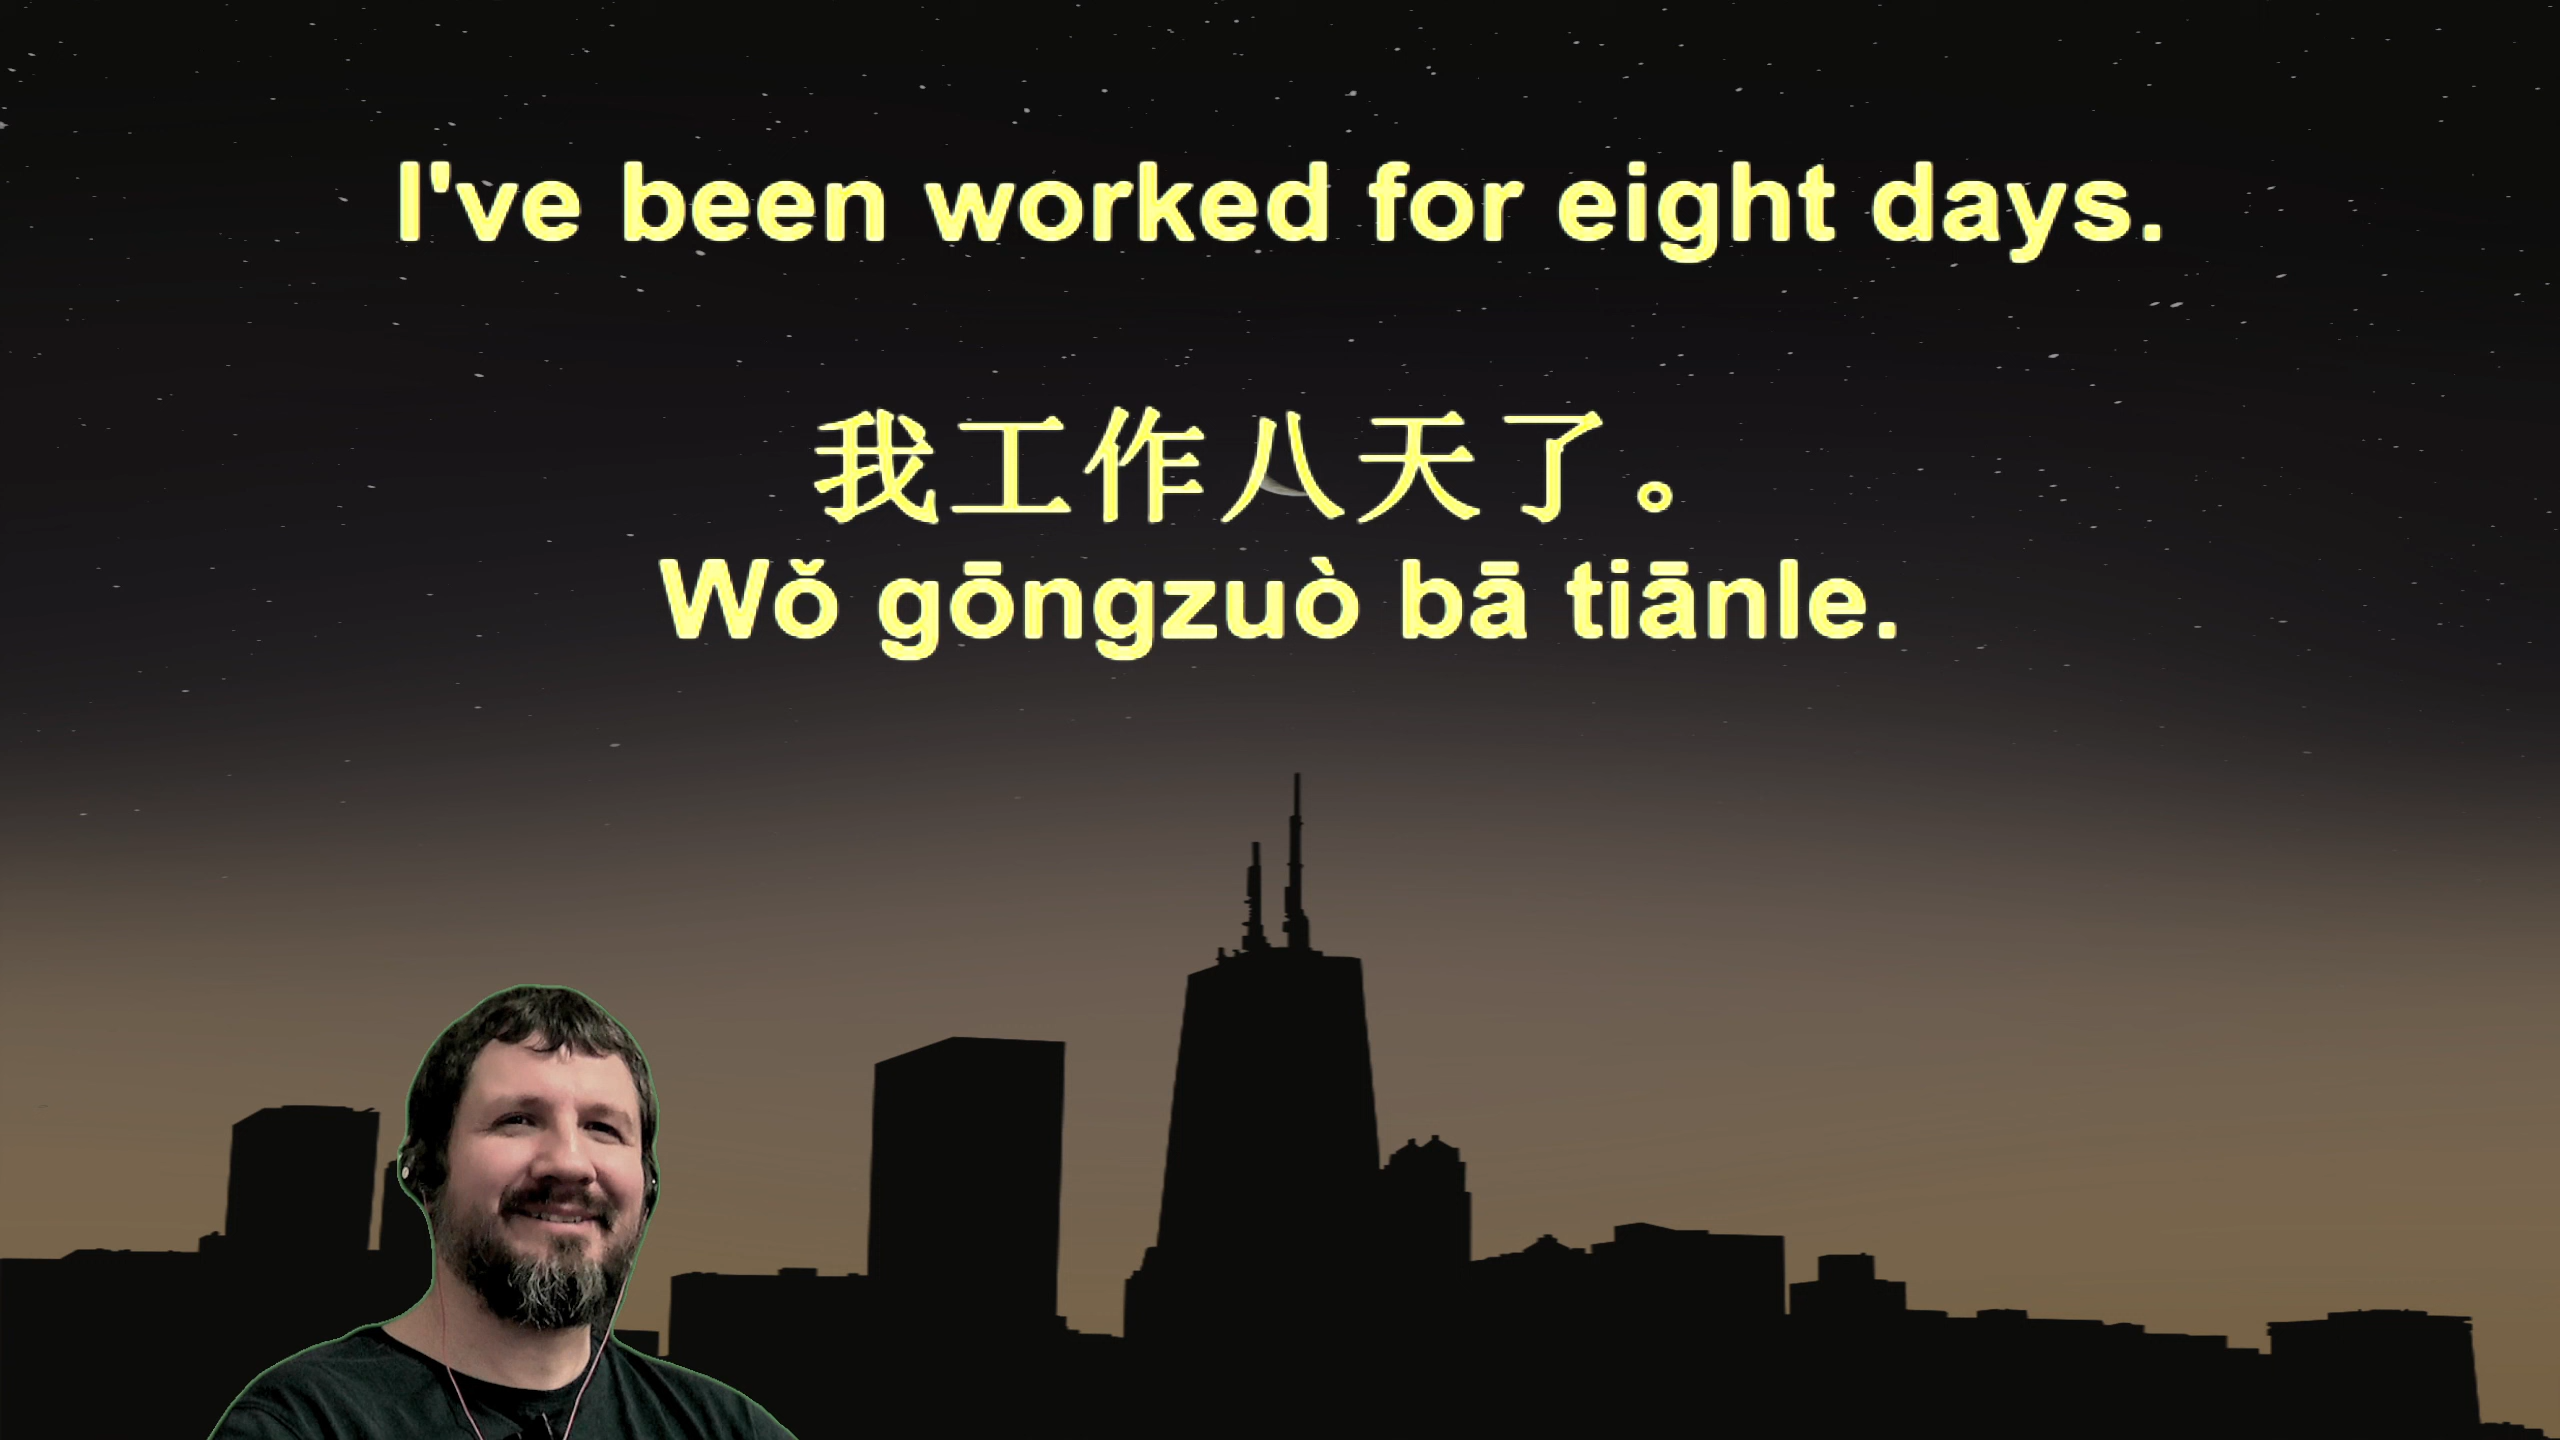 I've been worked for eight days.
我工作八天了。
Wǒ gōngzuò bā tiānle.